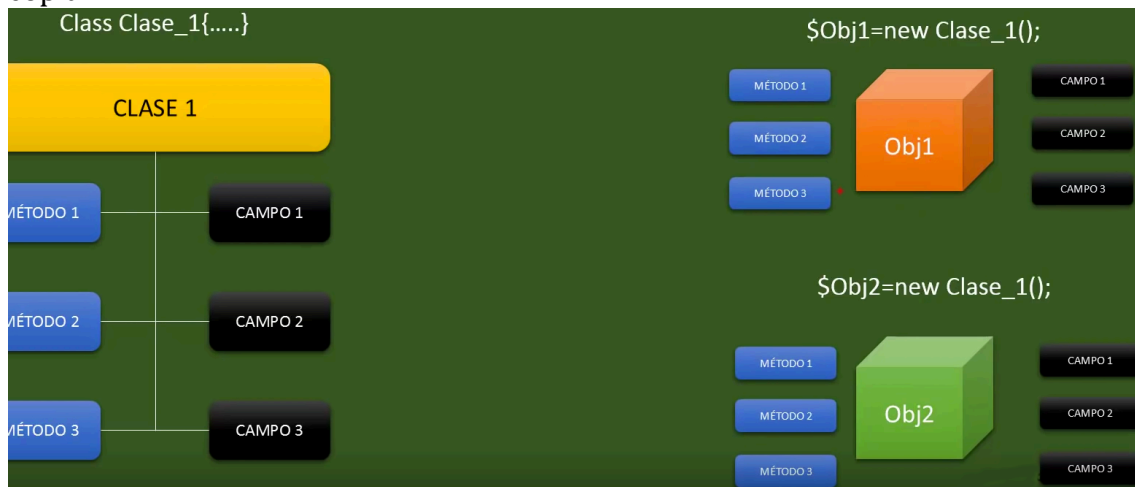 Class Clase_1{.....}
CLASE 1
MÉTODO 1
CAMPO 1
MÉTODO 2
CAMPO 2
MÉTODO 3
CAMPO 3
$Obj1=new Clase_1();
MÉTODO 1
CAMPO 1
MÉTODO 2
Obj1
CAMPO 2
MÉTODO 3
CAMPO 3
$Obj2=new Clase_1();
MÉTODO 1
CAMPO 1
MÉTODO 2
Obj2
CAMPO 2
MÉTODO 3
CAMPO 3